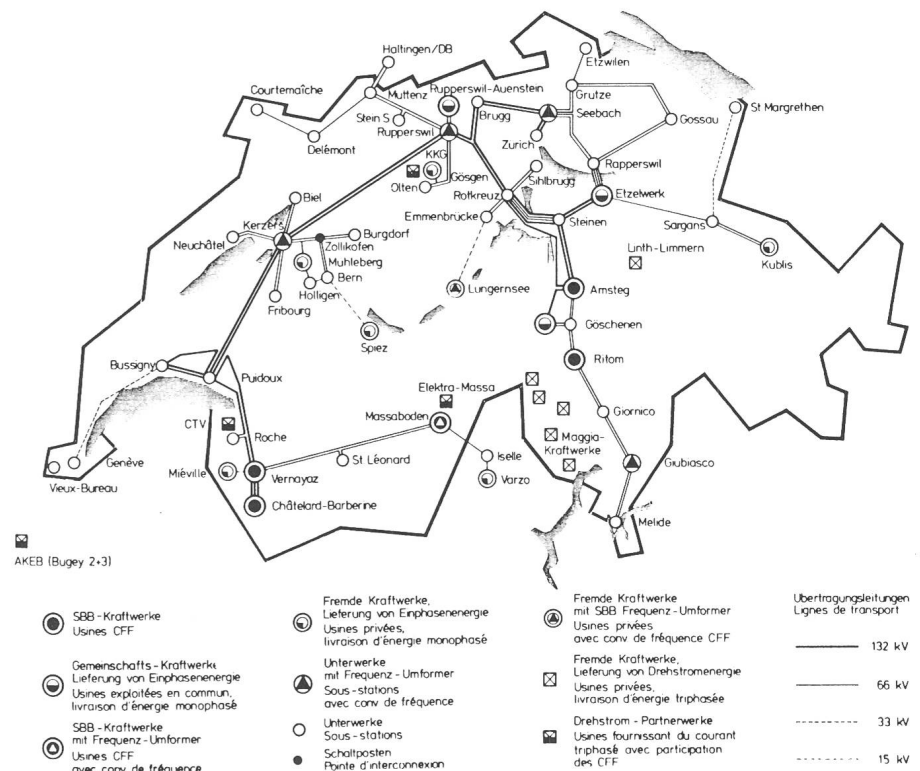 Haltingen/DB
Etzwilen
Courtemaîche
Muttenz
Rupperswil-Auenstein
Grütze
St Margrethen
Stein S
Brugg
Seebach
Gossau
Rupperswil
Zürich
Delémont
KKG
Gösgen
Rapperswil
Olten
Sihlbrugg
Rotkreuz
Etzelwerk
Biel
Emmenbrücke
Steinen
Sargans
Kerzers
Neuchâtel
Burgdorf
Zollikofen
Linth-Limmern
Kublis
Muhleberg
Bern
Lungernsee
Amsteg
Holligen
Fribourg
Göschenen
Spiez
Ritom
Bussigny
Puidoux
Elektra-Massa
Giornico
CTV
Massaboden
Roche
Maggia-
Kraftwerke
Genève
St Léonard
Iselle
Giubiasco
Miéville
Vernayaz
Varzo
Vieux-Bureau
Châtelard-Barberine
Melide
AKEB (Bugey 2+3)
SBB-Kraftwerke
Usines CFF
Gemeinschafts-Kraftwerke
Lieferung von Einphasenenergie
Usines exploitées en commun,
livraison d'énergie monophasé
SBB-Kraftwerke
mit Frequenz-Umformer
Usines CFF
avec conv de fréquence
Fremde Kraftwerke,
Lieferung von Einphasenenergie
Usines privées,
livraison d'énergie monophasé
Unterwerke
mit Frequenz-Umformer
Sous-stations
avec conv de fréquence
Unterwerke
Sous-stations
Schaltposten
Pointe d'interconnexion
Fremde Kraftwerke
mit SBB Frequenz-Umformer
Usines privées
avec conv de fréquence CFF
Fremde Kraftwerke,
Lieferung von Drehstromenergie
Usines privées,
livraison d'énergie triphasée
Drehstrom-Partnerwerke
Usines fournissant du courant
triphasé avec participation
des CFF
Übertragungsleitungen
Lignes de transport
132 kV
66 kV
33 kV
15 kV